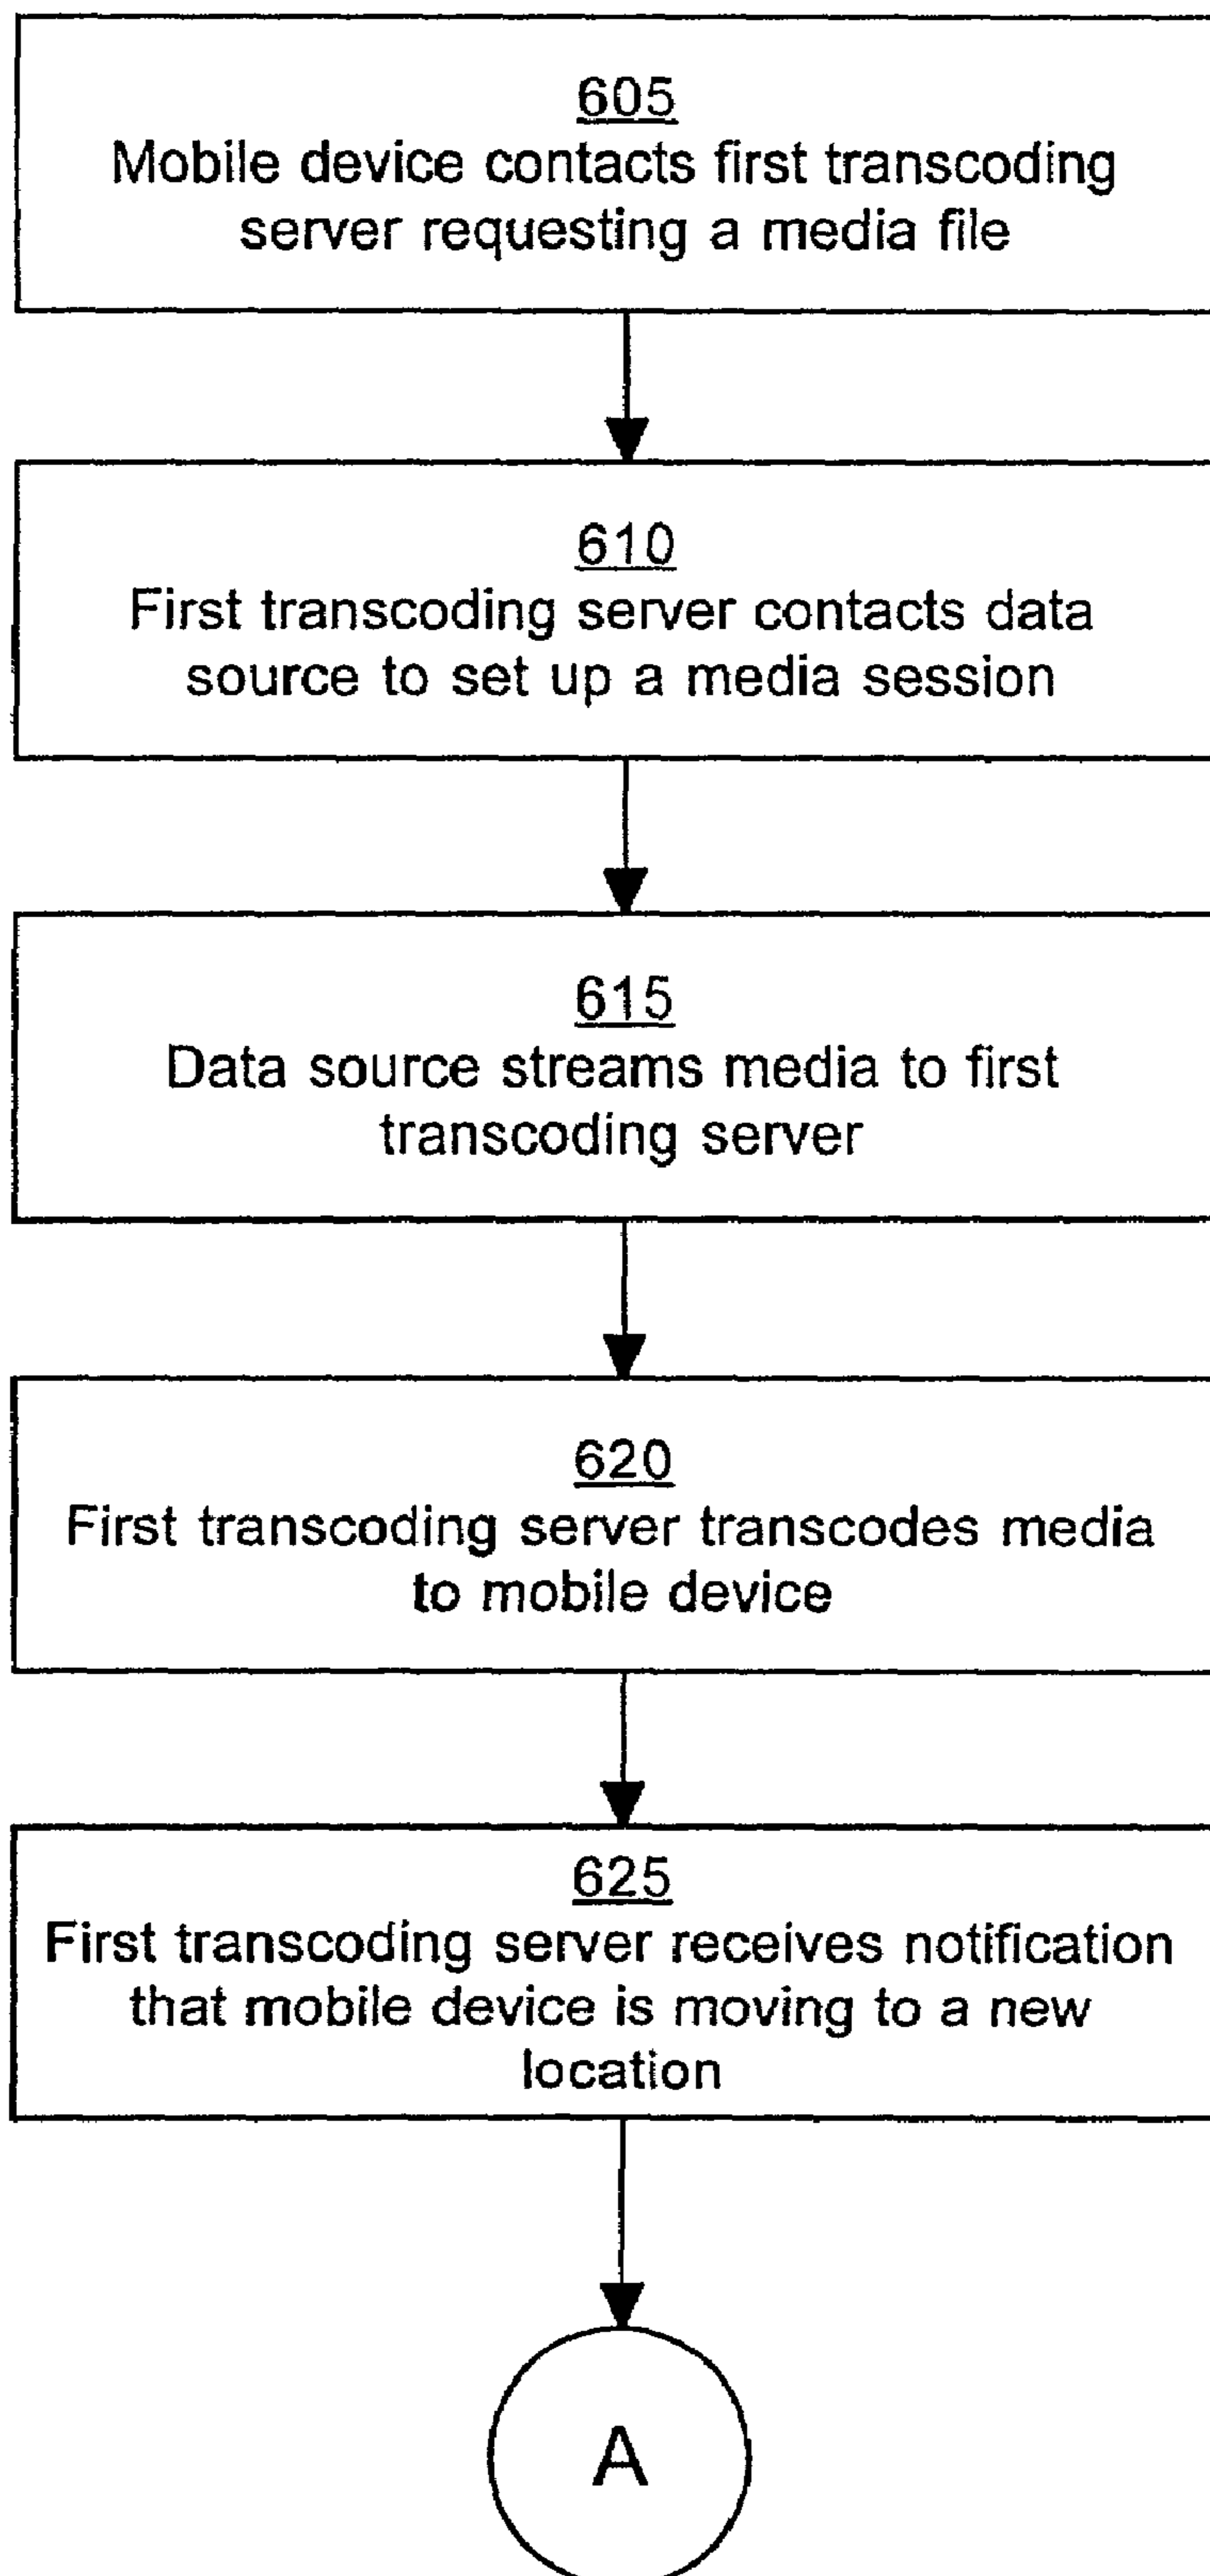 605
Mobile device contacts first transcoding
server requesting a media file
610
First transcoding server contacts data
source to set up a media session
615
Data source streams media to first
transcoding server
620
First transcoding server transcodes media
to mobile device
625
First transcoding server receives notification
that mobile device is moving to a new
location
A